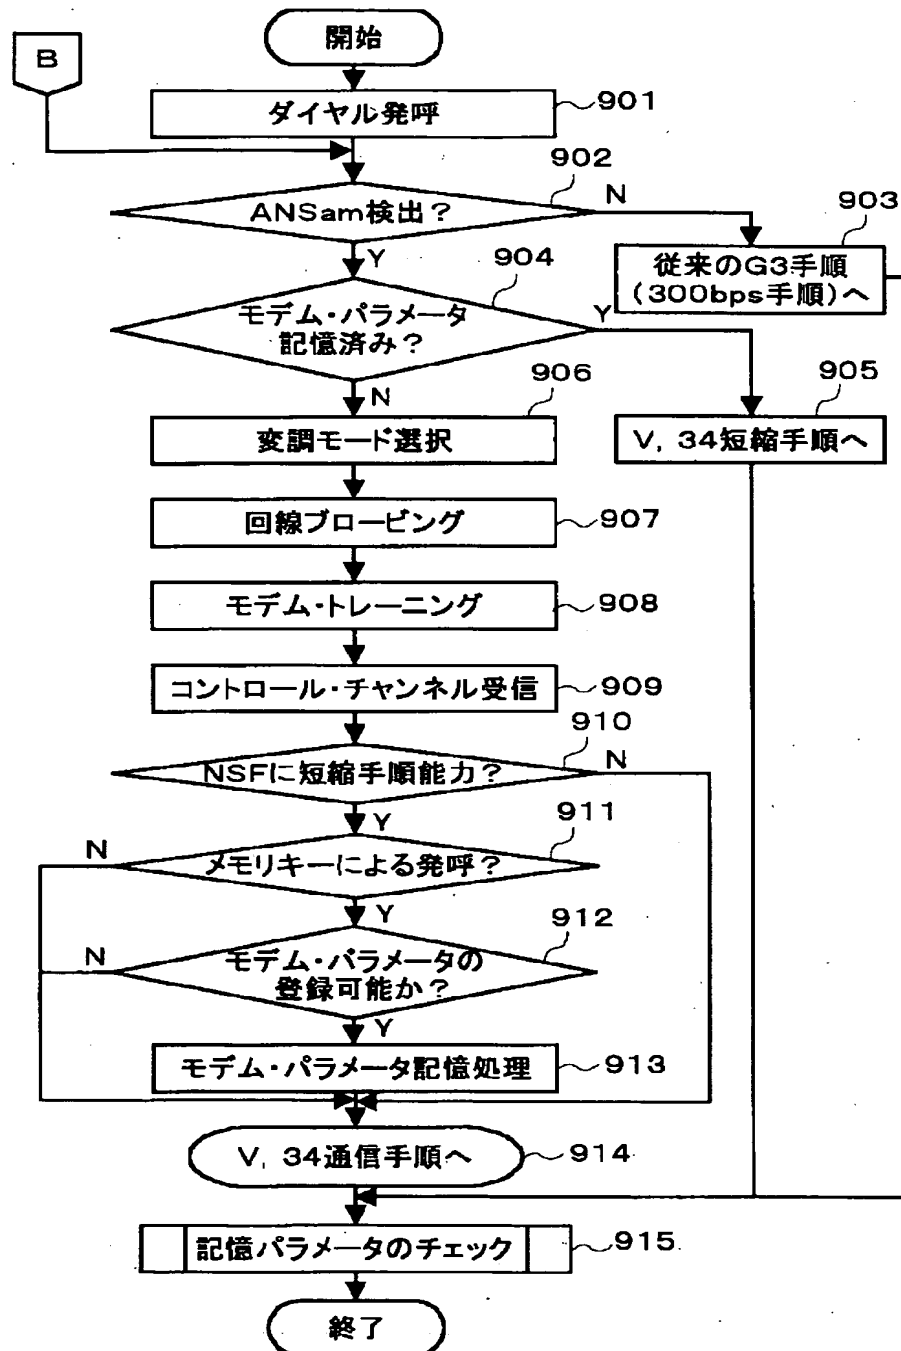 開始
B
ダイヤル発呼
901
902
ANSam検出?
N
903
Y
904
従来のG3手順
(300bps手順)へ
モデム・パラメータ
記憶済み?
Y
N
906
905
変調モード選択
V, 34短縮手順へ
回線プロービング
907
モデム・トレーニング
908
コントロール・チャンネル受信
909
910
NSFに短縮手順能力?
N
Y
911
N
メモリキーによる発呼?
Y
912
N
モデム・パラメータの
登録可能か?
Y
モデム・パラメータ記憶処理
913
V, 34通信手順へ
914
記憶パラメータのチェック
915
終了